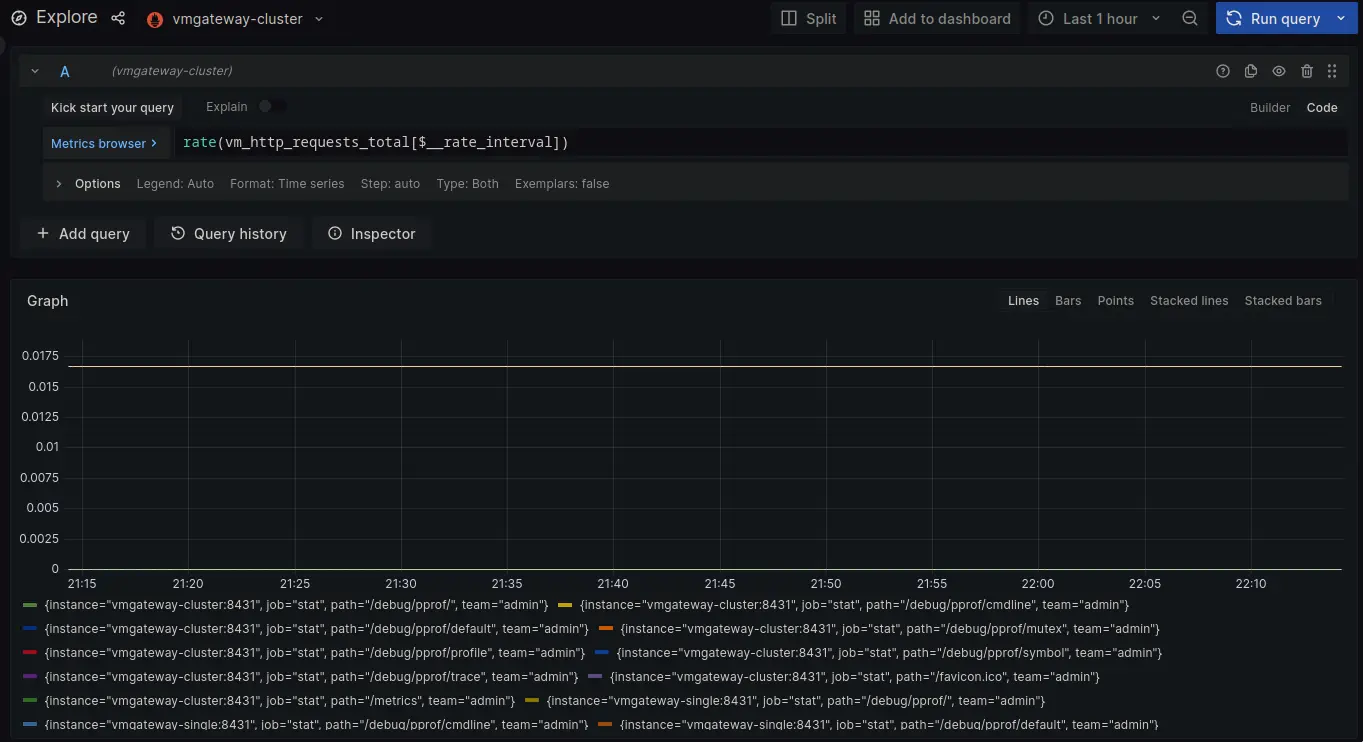 Explore vmgateway-cluster Split Add to dashboard Last 1 hour Run query
A (vmgateway-cluster)
Kick start your query Explain Builder Code
Metrics browser > rate(vm_http_requests_total[$__rate_interval])
Options Legend: Auto Format: Time series Step: auto Type: Both Exemplars: false
+ Add query Query history Inspector
Graph Lines Bars Points Stacked lines Stacked bars
0.0175
0.015
0.0125
0.01
0.0075
0.005
0.0025
0
21:15 21:20 21:25 21:30 21:35 21:40 21:45 21:50 21:55 22:00 22:05 22:10
{instance="vmgateway-cluster:8431", job="stat", path="/debug/pprof/", team="admin"} {instance="vmgateway-cluster:8431", job="stat", path="/debug/pprof/cmdline", team="admin"}
{instance="vmgateway-cluster:8431", job="stat", path="/debug/pprof/default", team="admin"} {instance="vmgateway-cluster:8431", job="stat", path="/debug/pprof/mutex", team="admin"}
{instance="vmgateway-cluster:8431", job="stat", path="/debug/pprof/profile", team="admin"} {instance="vmgateway-cluster:8431", job="stat", path="/debug/pprof/symbol", team="admin"}
{instance="vmgateway-cluster:8431", job="stat", path="/debug/pprof/trace", team="admin"} {instance="vmgateway-cluster:8431", job="stat", path="/favicon.ico", team="admin"}
{instance="vmgateway-cluster:8431", job="stat", path="/metrics", team="admin"} {instance="vmgateway-single:8431", job="stat", path="/debug/pprof/", team="admin"}
{instance="vmgateway-single:8431", job="stat", path="/debug/pprof/cmdline", team="admin"} {instance="vmgateway-single:8431", job="stat", path="/debug/pprof/default", team="admin"}